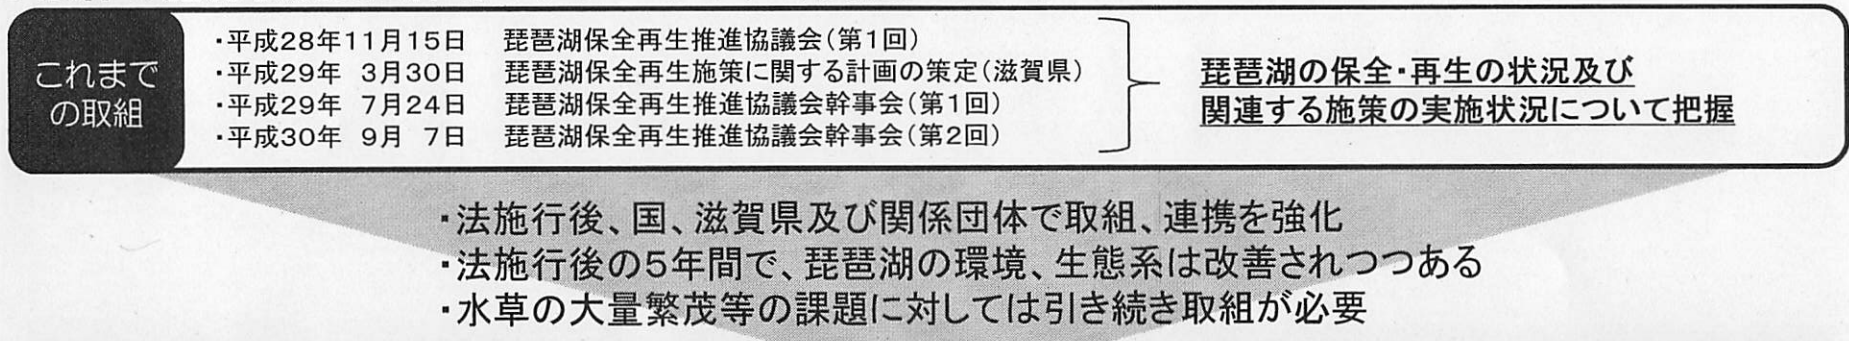 これまで
の取組
・平成28年11月15日 琵琶湖保全再生推進協議会(第1回)
・平成29年 3月30日 琵琶湖保全再生施策に関する計画の策定(滋賀県)
・平成29年 7月24日 琵琶湖保全再生推進協議会幹事会(第1回)
・平成30年 9月 7日 琵琶湖保全再生推進協議会幹事会(第2回)
琵琶湖の保全・再生の状況及び
関連する施策の実施状況について把握
・法施行後、国、滋賀県及び関係団体で取組、連携を強化
・法施行後の5年間で、琵琶湖の環境、生態系は改善されつつある
・水草の大量繁茂等の課題に対しては引き続き取組が必要